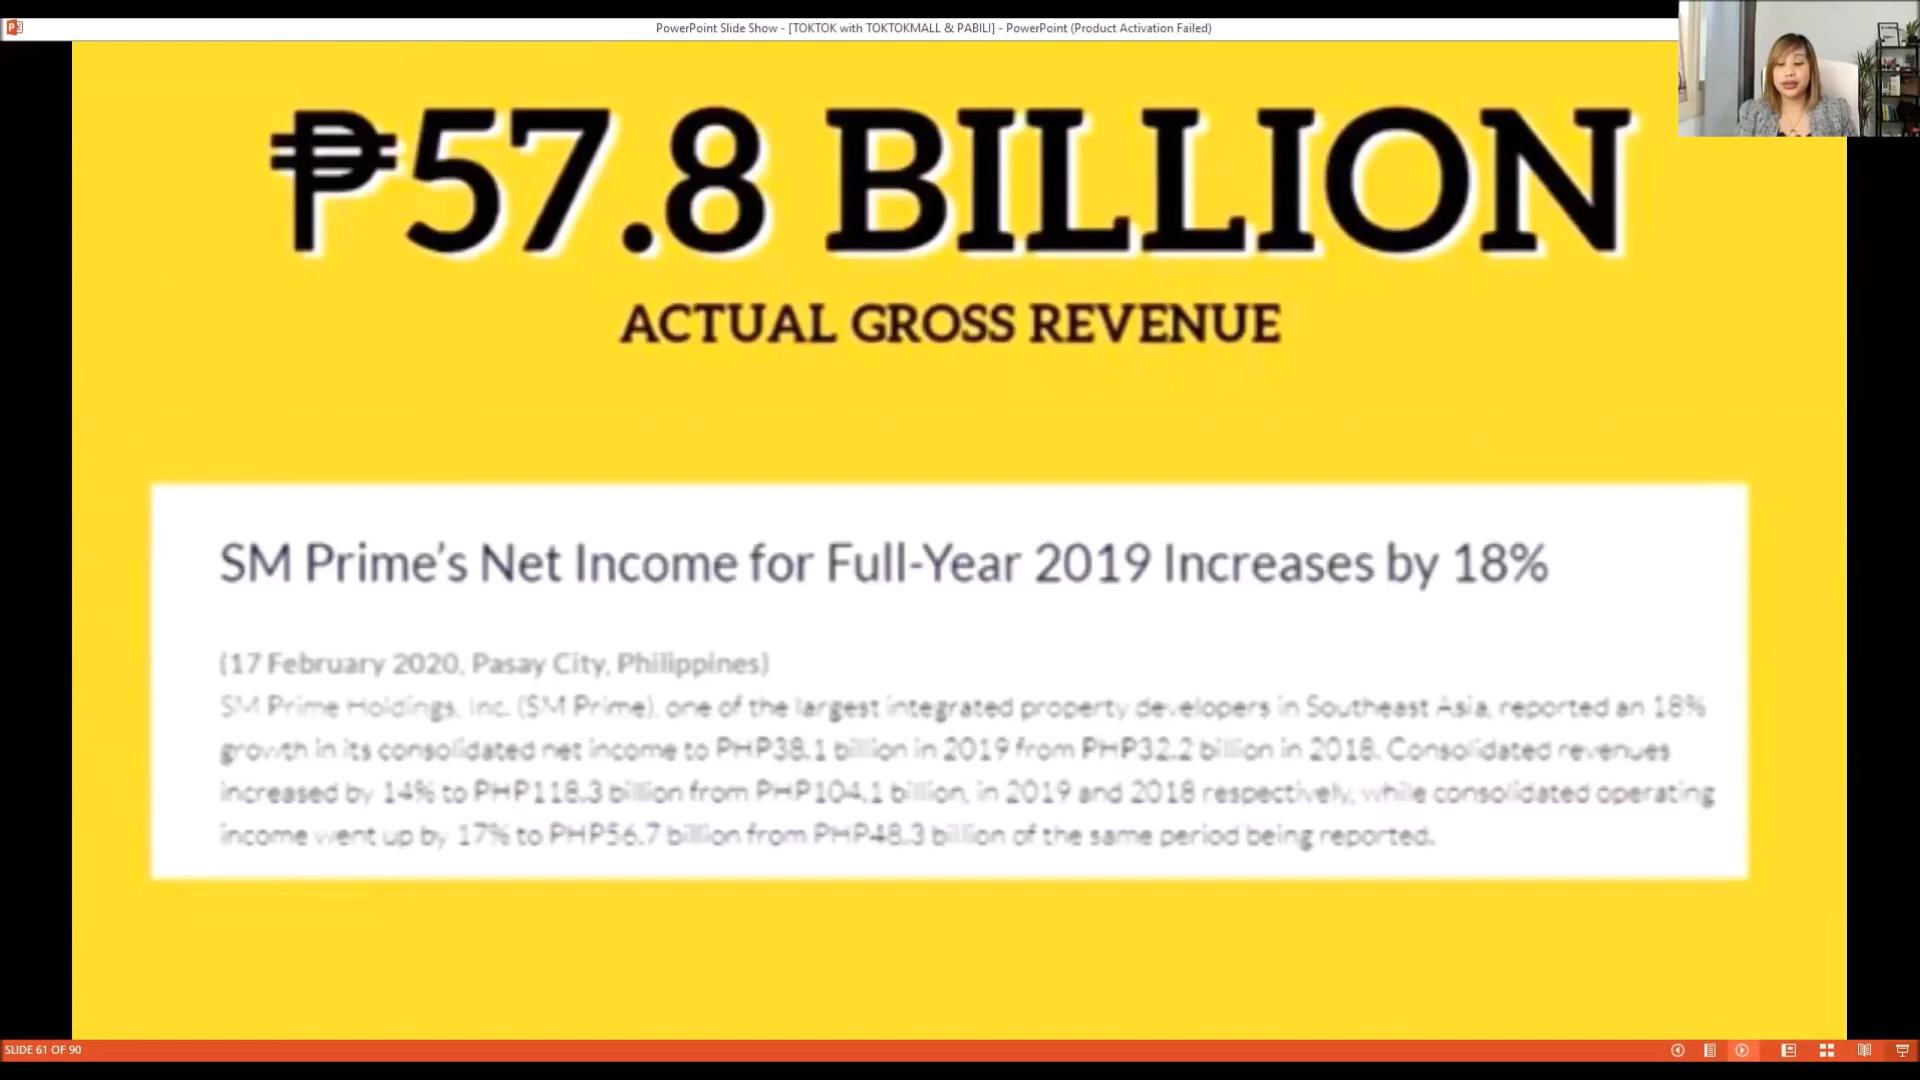 PowerPoint Slide Show - [TOKTOK with TOKTOKMALL & PABILI] - PowerPoint (Product Activation Failed)
₱57.8 BILLION
ACTUAL GROSS REVENUE
SM Prime's Net Income for Full-Year 2019 Increases by 18%
(17 February 2020, Pasay City, Philippines)
SM Prime Holdings, Inc. (SM Prime), one of the largest integrated property developers in Southeast Asia, reported an 18%
growth in its consolidated net income to PHP38.1 billion in 2019 from PHP32.2 billion in 2018. Consolidated revenues
increased by 14% to PHP118.3 billion from PHP104.1 billion, in 2019 and 2018 respectively, while consolidated operating
income went up by 17% to PHP56.7 billion from PHP48.3 billion of the same period being reported.
SLIDE 61 OF 90